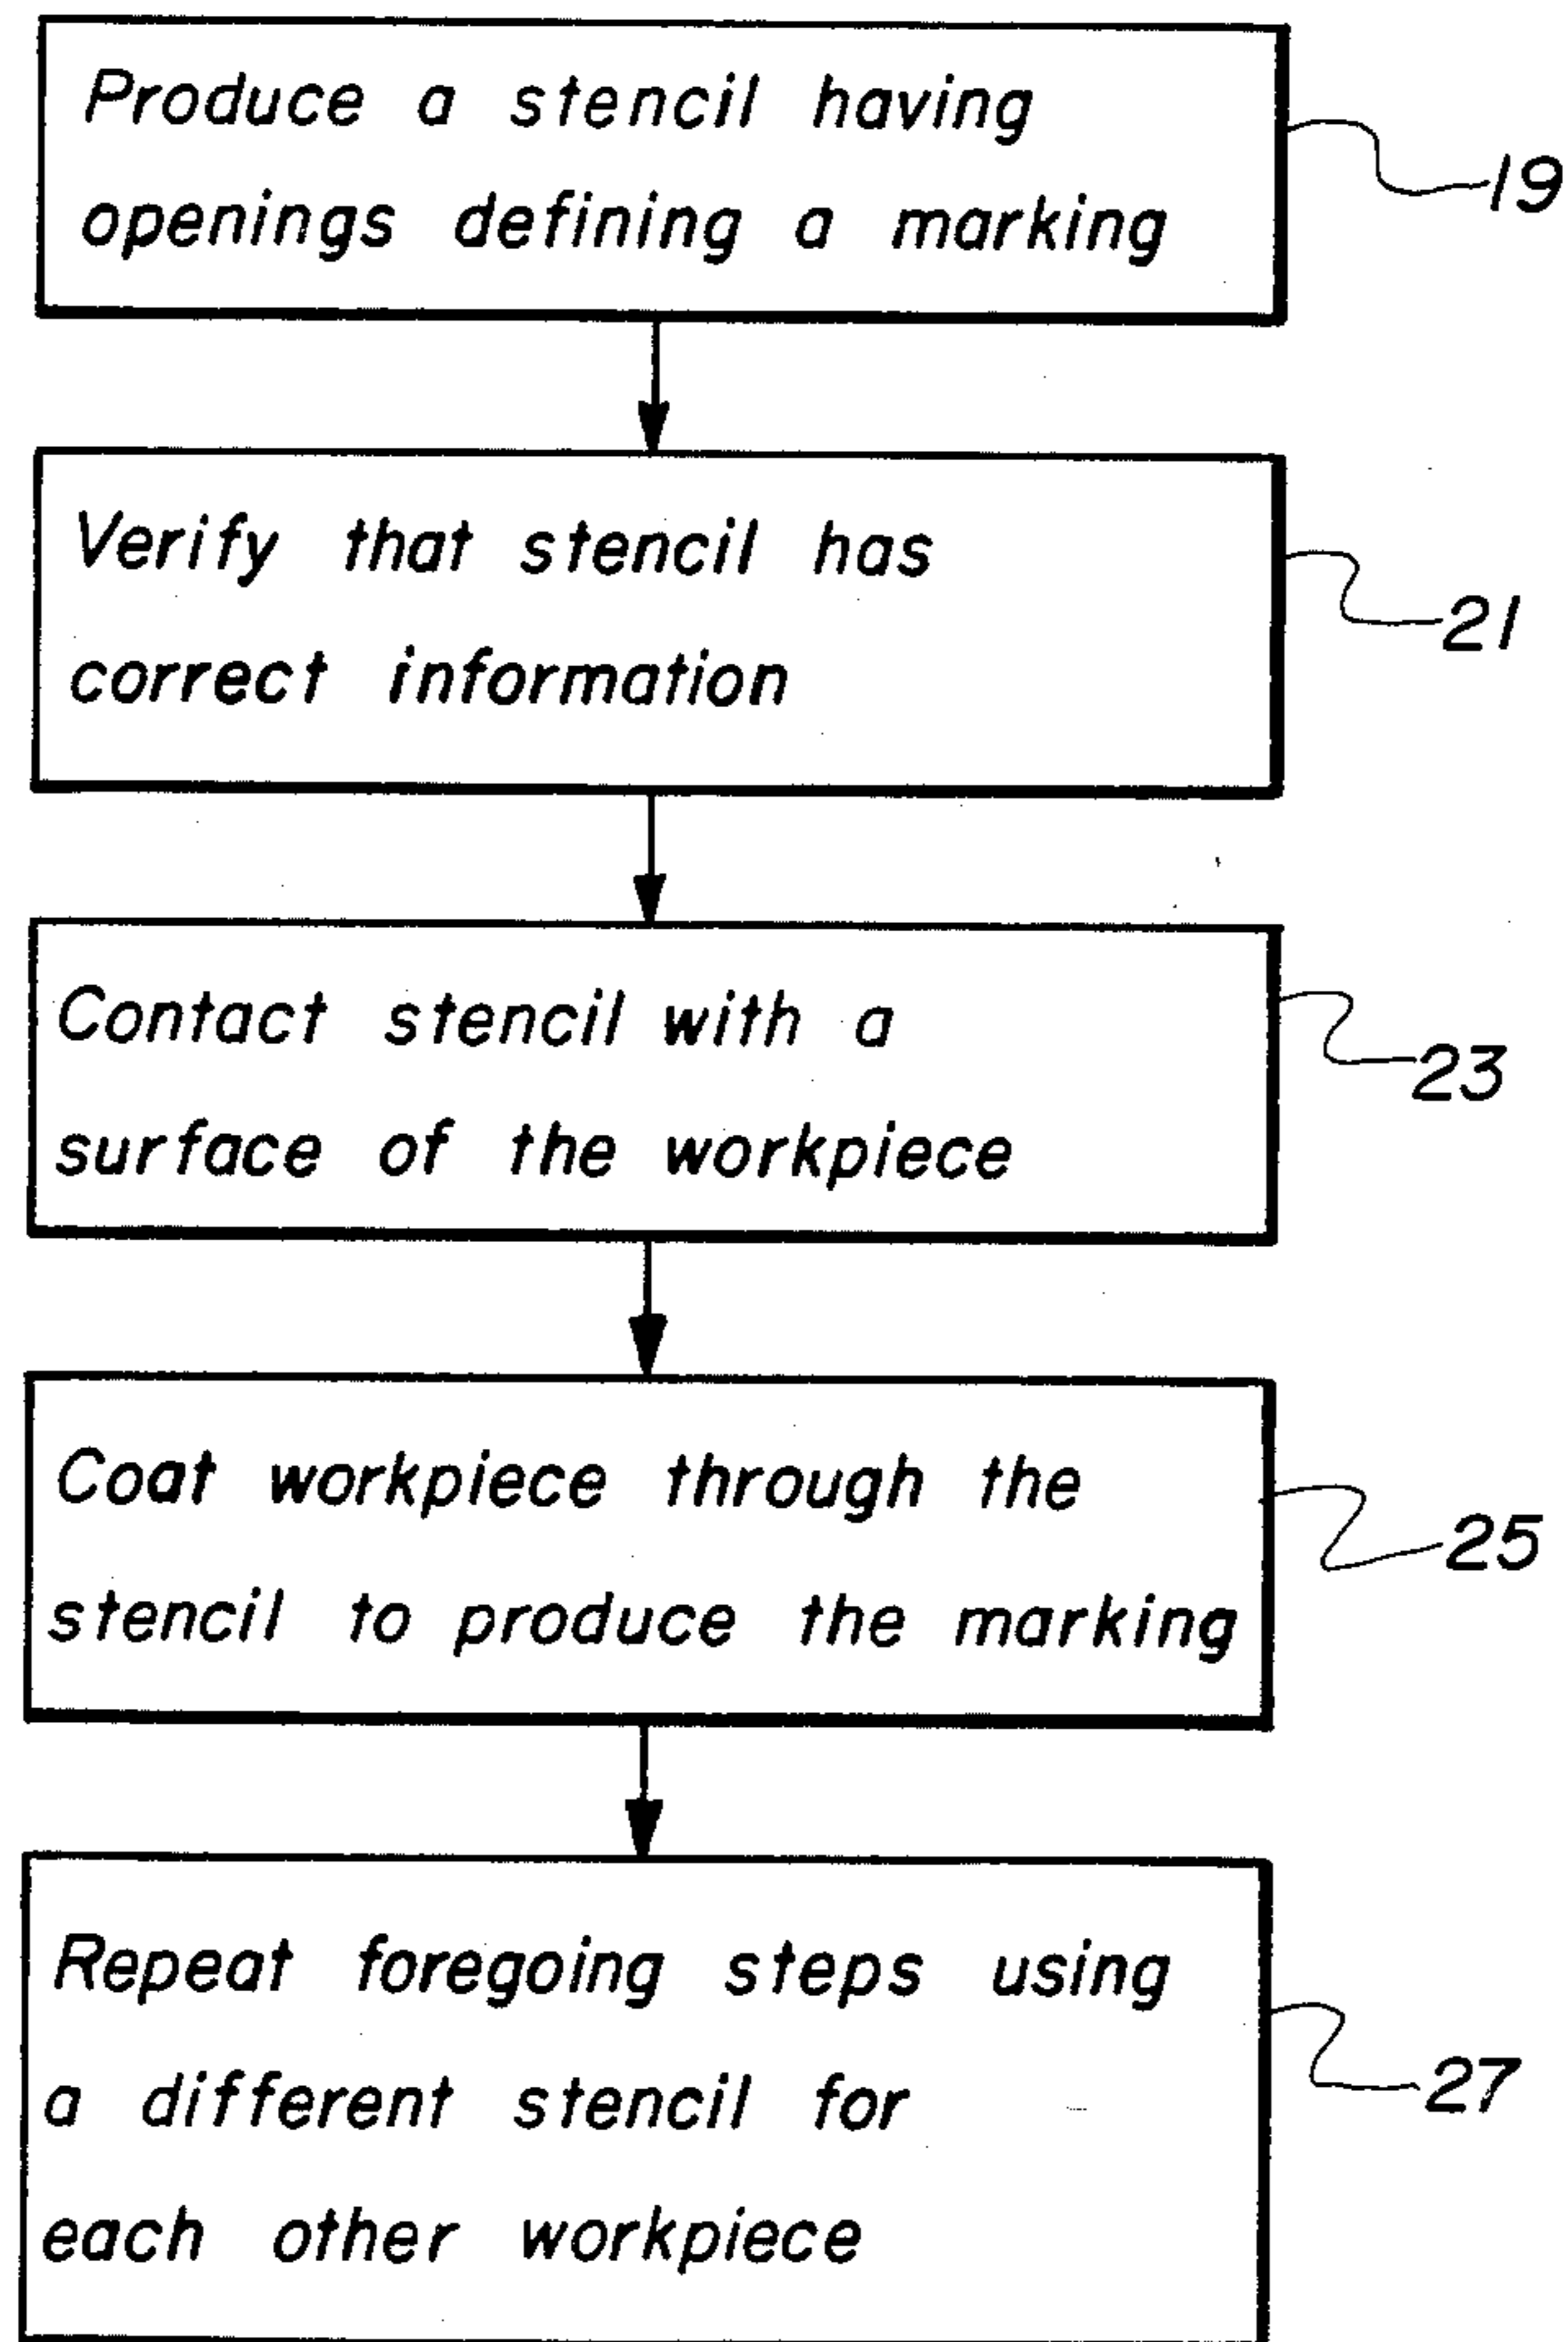 Produce a stencil having
openings defining a marking
19
Verify that stencil has
correct information
21
Contact stencil with a
surface of the workpiece
23
Coat workpiece through the
stencil to produce the marking
25
Repeat foregoing steps using
a different stencil for
each other workpiece
27